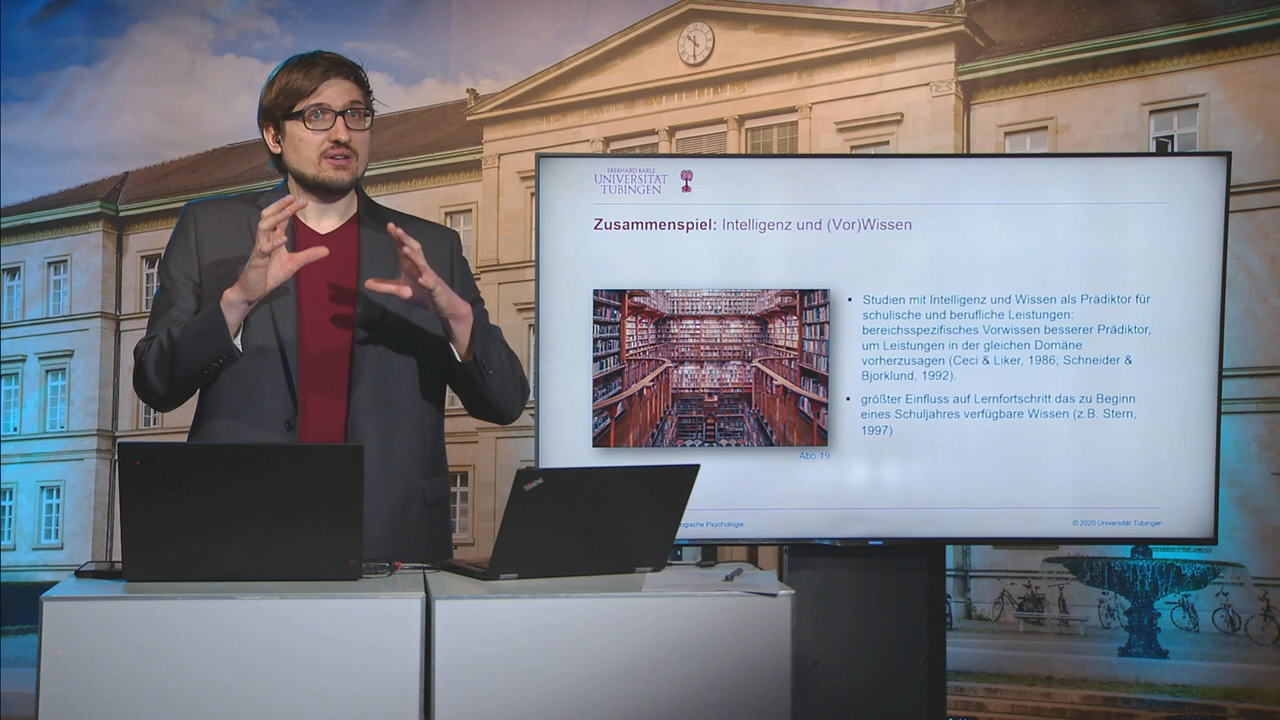 EBERHARD KARLS
UNIVERSITÄT
TÜBINGEN
Zusammenspiel: Intelligenz und (Vor)Wissen
▪ Studien mit Intelligenz und Wissen als Prädiktor für
schulische und berufliche Leistungen:
bereichsspezifisches Vorwissen besserer Prädiktor,
um Leistungen in der gleichen Domäne
vorherzusagen (Ceci & Liker, 1986; Schneider &
Bjorklund, 1992).
▪ größter Einfluss auf Lernfortschritt das zu Beginn
eines Schuljahres verfügbare Wissen (z.B. Stern,
1997)
Abb 19
ogische Psychologie
© 2020 Universität Tübingen
ThinkPad